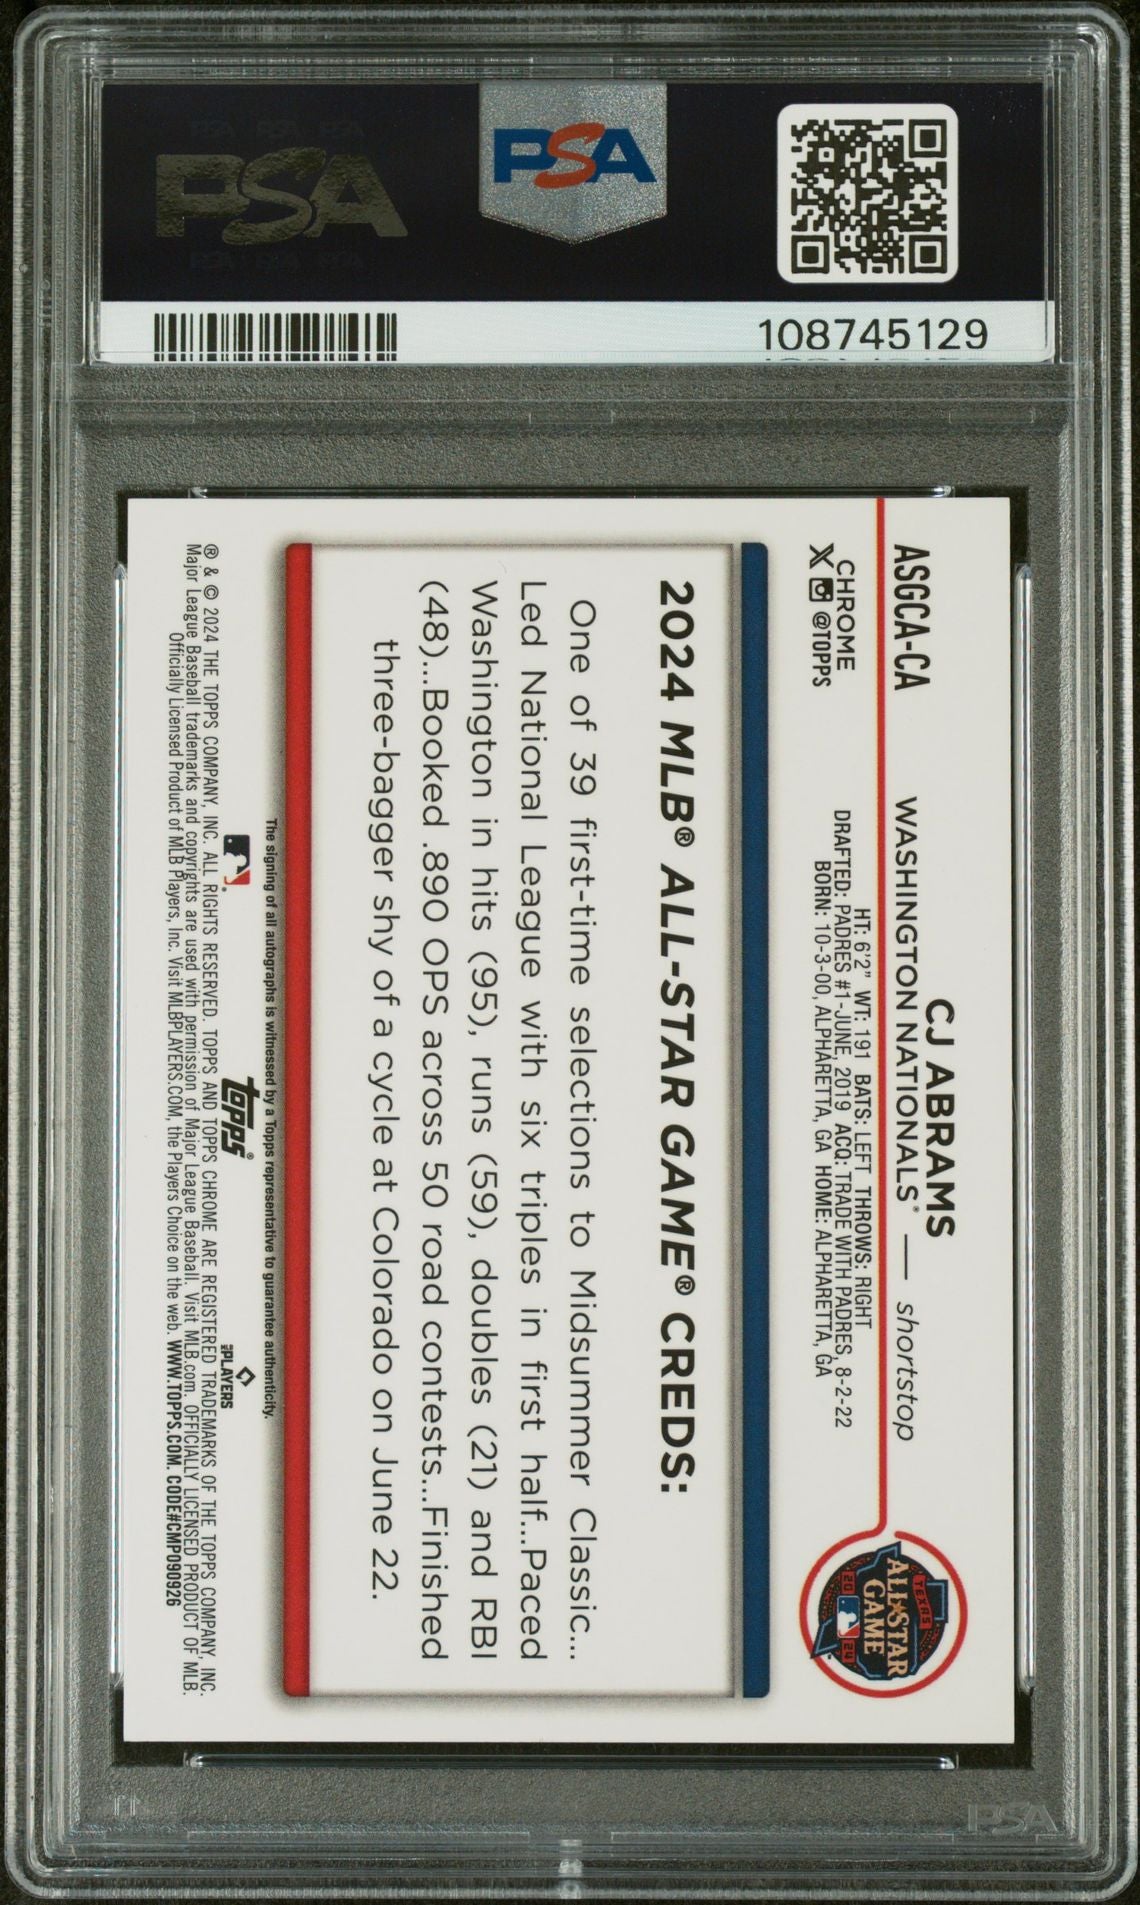 PSA
PSA
108745129
ASGCA-CA
CJ ABRAMS
WASHINGTON NATIONALS® — shortstop
CHROME
X @TOPPS
HT: 6'2" WT: 191 BATS: LEFT THROWS: RIGHT
DRAFTED: PADRES #1-JUNE, 2019 ACQ: TRADE WITH PADRES, 8-2-22
BORN: 10-3-00, ALPHARETTA, GA HOME: ALPHARETTA, GA
TEXAS
ALL-STAR
GAME
20 24
2024 MLB® ALL-STAR GAME® CREDS:
One of 39 first-time selections to Midsummer Classic...
Led National League with six triples in first half...Paced
Washington in hits (95), runs (59), doubles (21) and RBI
(48)...Booked .890 OPS across 50 road contests...Finished
three-bagger shy of a cycle at Colorado on June 22.
The signing of all autographs is witnessed by a Topps representative to guarantee authenticity.
topps®
PLAYERS
® & © 2024 THE TOPPS COMPANY, INC. ALL RIGHTS RESERVED. TOPPS AND TOPPS CHROME ARE REGISTERED TRADEMARKS OF THE TOPPS COMPANY, INC.
Major League Baseball trademarks and copyrights are used with permission of Major League Baseball. Visit MLB.com. OFFICIALLY LICENSED PRODUCT OF MLB.
Officially Licensed Product of MLB Players, Inc. Visit MLBPLAYERS.COM, the Players Choice on the web. WWW.TOPPS.COM. CODE#CMP090926
PSA